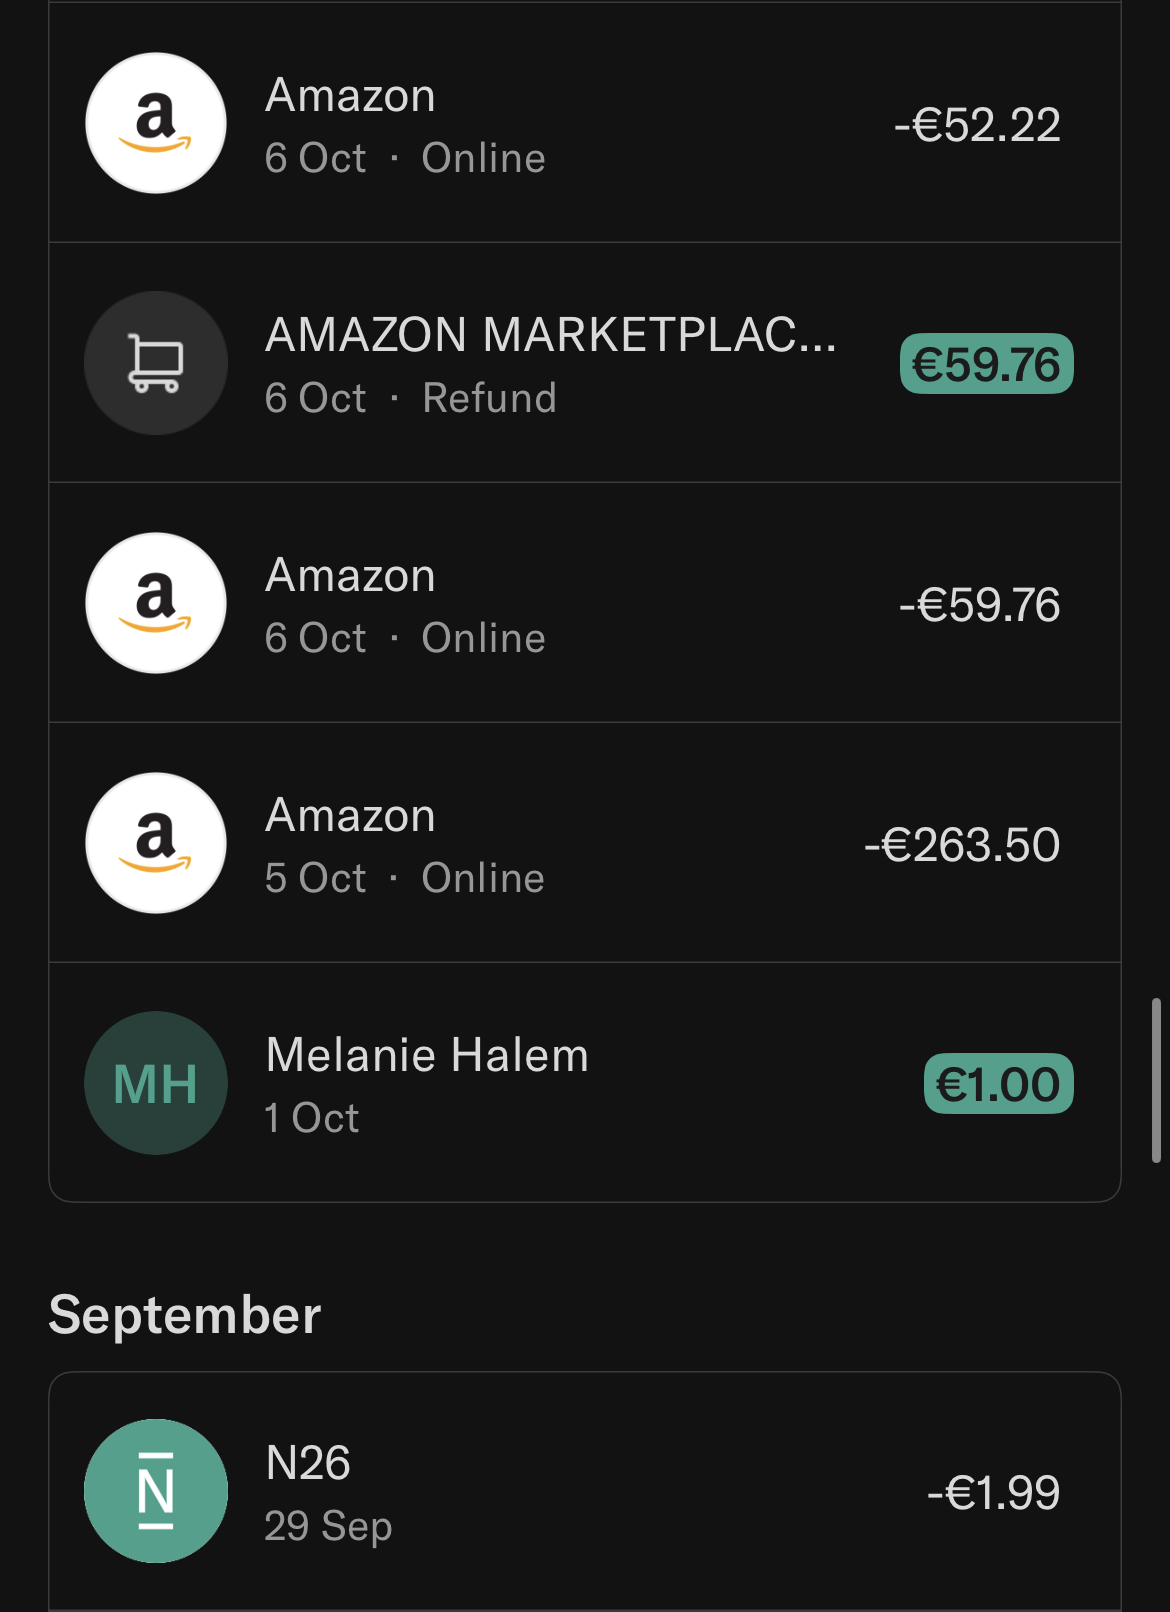 Amazon
6 Oct · Online
-€52.22
AMAZON MARKETPLAC...
6 Oct · Refund
€59.76
Amazon
6 Oct · Online
-€59.76
Amazon
5 Oct · Online
-€263.50
MH
Melanie Halem
1 Oct
€1.00
September
N
N26
29 Sep
-€1.99